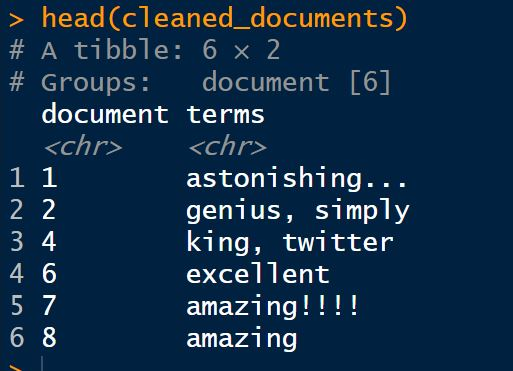 > head(cleaned_documents)
# A tibble: 6 × 2
# Groups:   document [6]
  document terms
  <chr>    <chr>
1 1        astonishing...
2 2        genius, simply
3 4        king, twitter
4 6        excellent
5 7        amazing!!!!
6 8        amazing
>